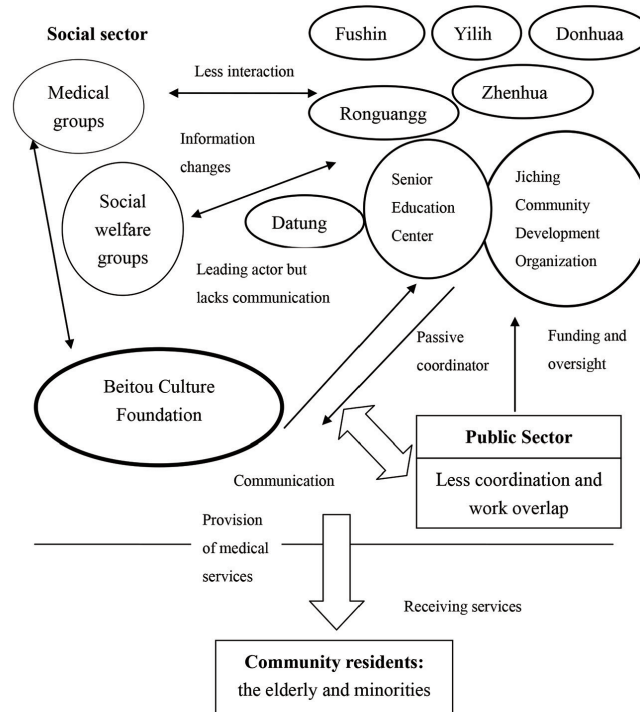 Social sector
Fushin
Yilih
Donhuaa
Medical
groups
Less interaction
Ronguangg
Zhenhua
Information
changes
Social
welfare
groups
Datung
Senior
Education
Center
Jiching
Community
Development
Organization
Leading actor but
lacks communication
Passive
coordinator
Funding and
oversight
Beitou Culture
Foundation
Public Sector
Less coordination and
work overlap
Communication
Provision
of medical
services
Receiving services
Community residents:
the elderly and minorities